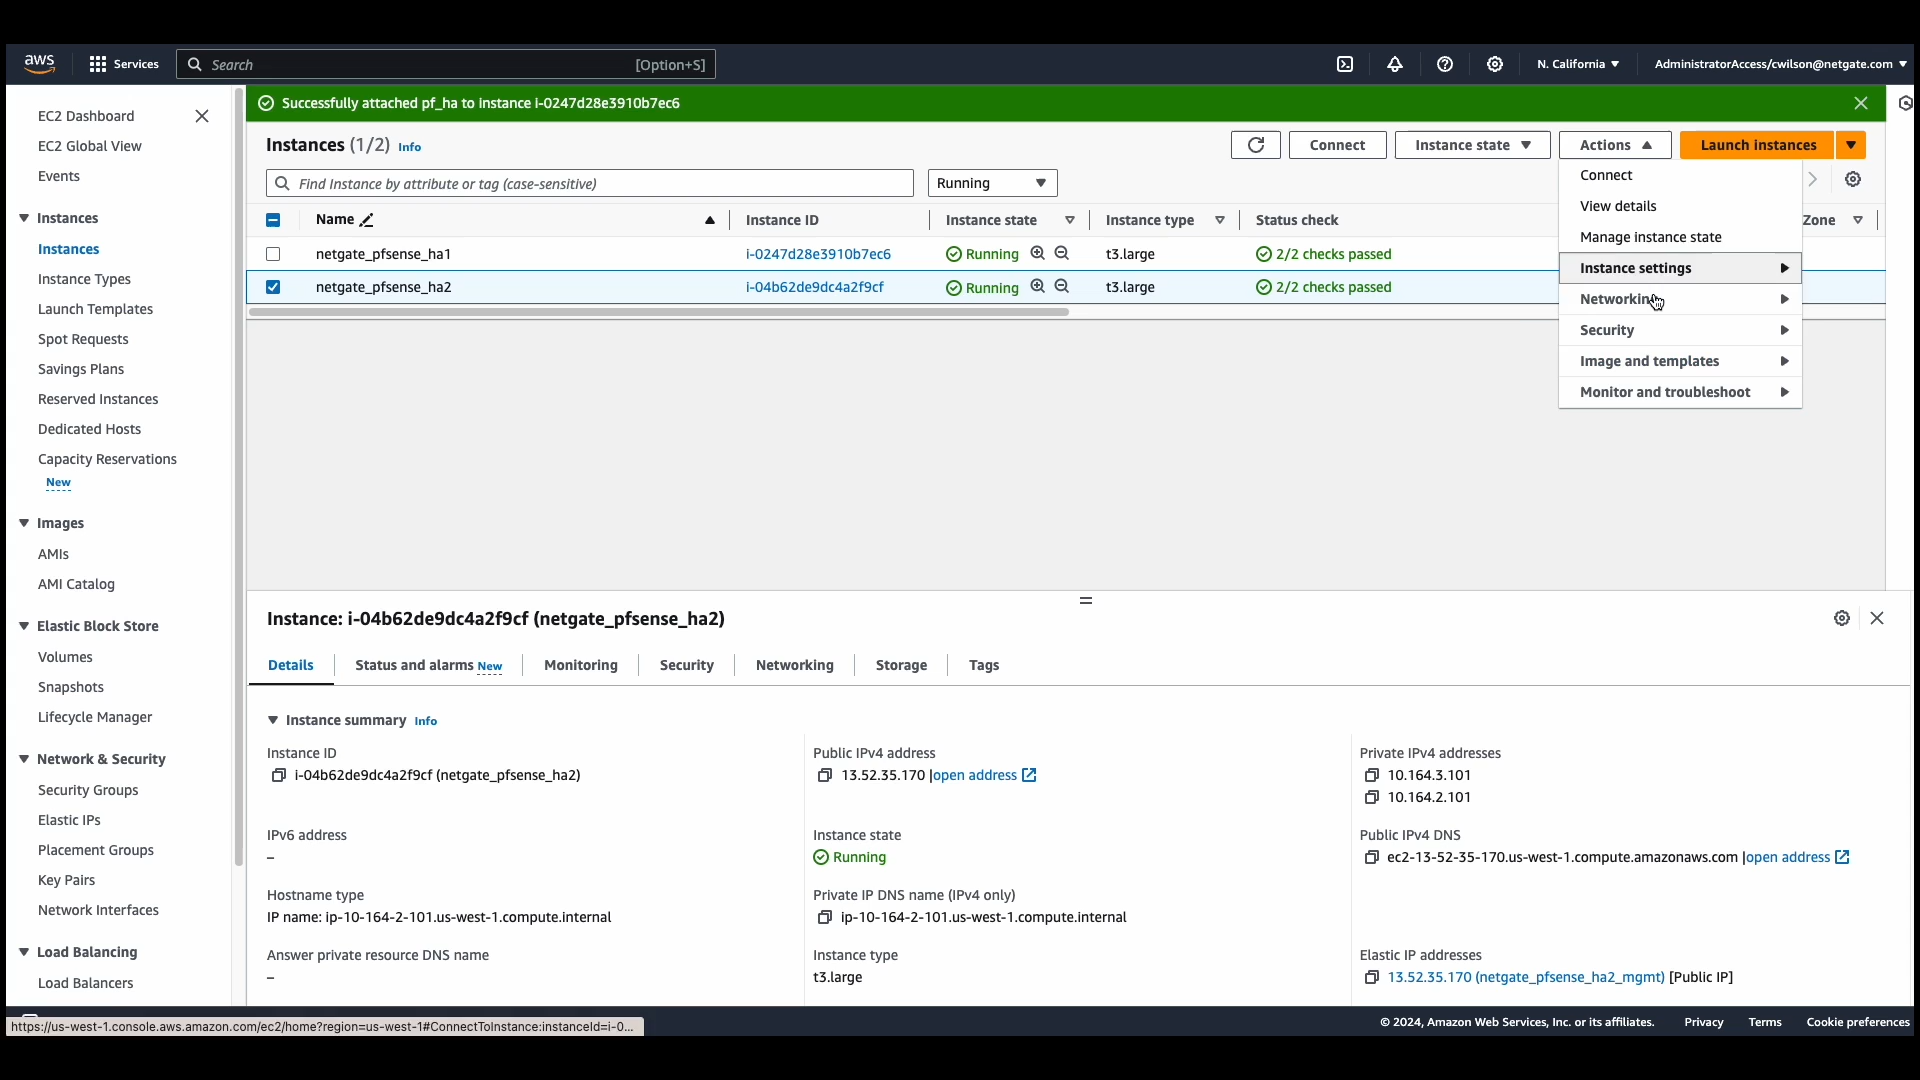 aws
Services
Search
[Option+S]
N. California
AdministratorAccess/cwilson@netgate.com
EC2 Dashboard
EC2 Global View
Events
Instances
Instances
Instance Types
Launch Templates
Spot Requests
Savings Plans
Reserved Instances
Dedicated Hosts
Capacity Reservations
New
Images
AMIs
AMI Catalog
Elastic Block Store
Volumes
Snapshots
Lifecycle Manager
Network & Security
Security Groups
Elastic IPs
Placement Groups
Key Pairs
Network Interfaces
Load Balancing
Load Balancers
Successfully attached pf_ha to instance i-0247d28e3910b7ec6
Instances (1/2) Info
Connect
Instance state
Actions
Launch instances
Find Instance by attribute or tag (case-sensitive)
Running
Connect
View details
Manage instance state
Instance settings
Networking
Security
Image and templates
Monitor and troubleshoot
Name Instance ID Instance state Instance type Status check Zone
netgate_pfsense_ha1 i-0247d28e3910b7ec6 Running t3.large 2/2 checks passed
netgate_pfsense_ha2 i-04b62de9dc4a2f9cf Running t3.large 2/2 checks passed
Instance: i-04b62de9dc4a2f9cf (netgate_pfsense_ha2)
Details
Status and alarms New
Monitoring
Security
Networking
Storage
Tags
Instance summary Info
Instance ID
i-04b62de9dc4a2f9cf (netgate_pfsense_ha2)
Public IPv4 address
13.52.35.170 |open address
Private IPv4 addresses
10.164.3.101
10.164.2.101
IPv6 address
–
Instance state
Running
Public IPv4 DNS
ec2-13-52-35-170.us-west-1.compute.amazonaws.com |open address
Hostname type
IP name: ip-10-164-2-101.us-west-1.compute.internal
Private IP DNS name (IPv4 only)
ip-10-164-2-101.us-west-1.compute.internal
Answer private resource DNS name
–
Instance type
t3.large
Elastic IP addresses
13.52.35.170 (netgate_pfsense_ha2_mgmt) [Public IP]
https://us-west-1.console.aws.amazon.com/ec2/home?region=us-west-1#ConnectToInstance:instanceId=i-0...
© 2024, Amazon Web Services, Inc. or its affiliates.
Privacy
Terms
Cookie preferences